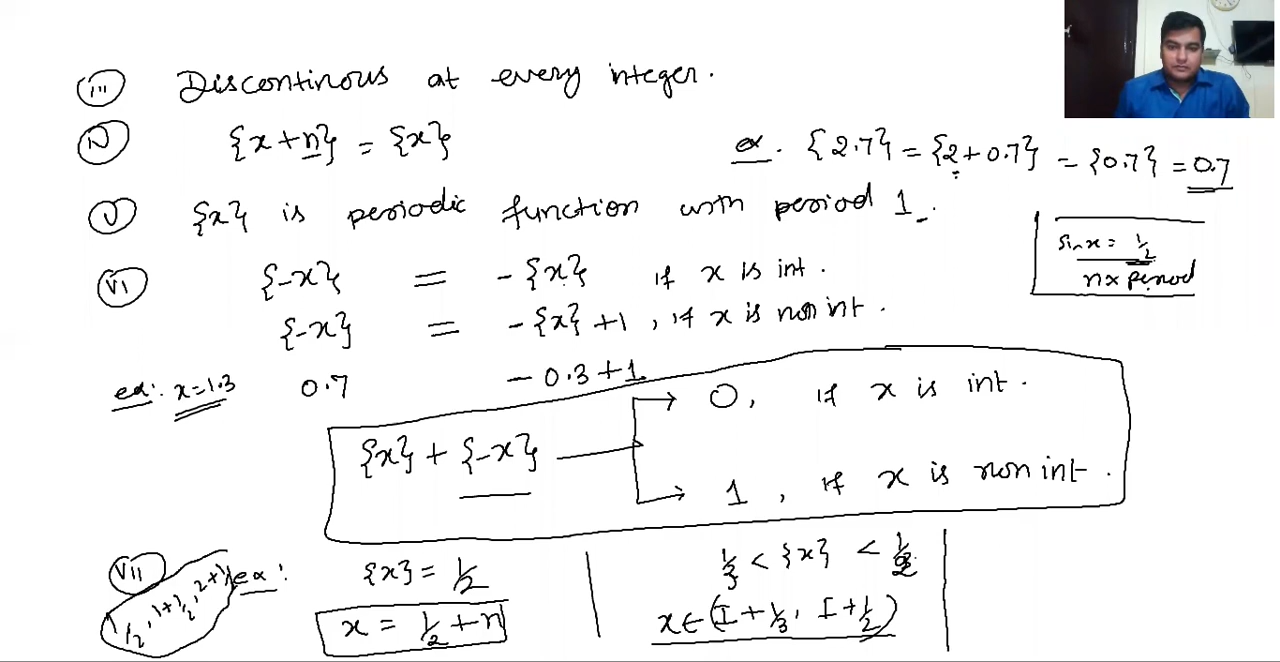 (iii) Discontinous at every integer.
(iv) {x+n} = {x}
ex. {2.7} = {2+0.7} = {0.7} = 0.7
(v) {x} is periodic function with period 1.
sin x = 1/2
n x period
(vi) {-x} = -{x} if x is int.
{-x} = -{x}+1, if x is non int.
ex: x=1.3 0.7 -0.3+1
{x} + {-x} → 0, if x is int.
→ 1, if x is non int.
(vii) ex: {x} = 1/2
1/2, 1+1/2, 2+1/
x = 1/2 + n
1/3 < {x} < 1/2
x ∈ (I+1/3, I+1/2)